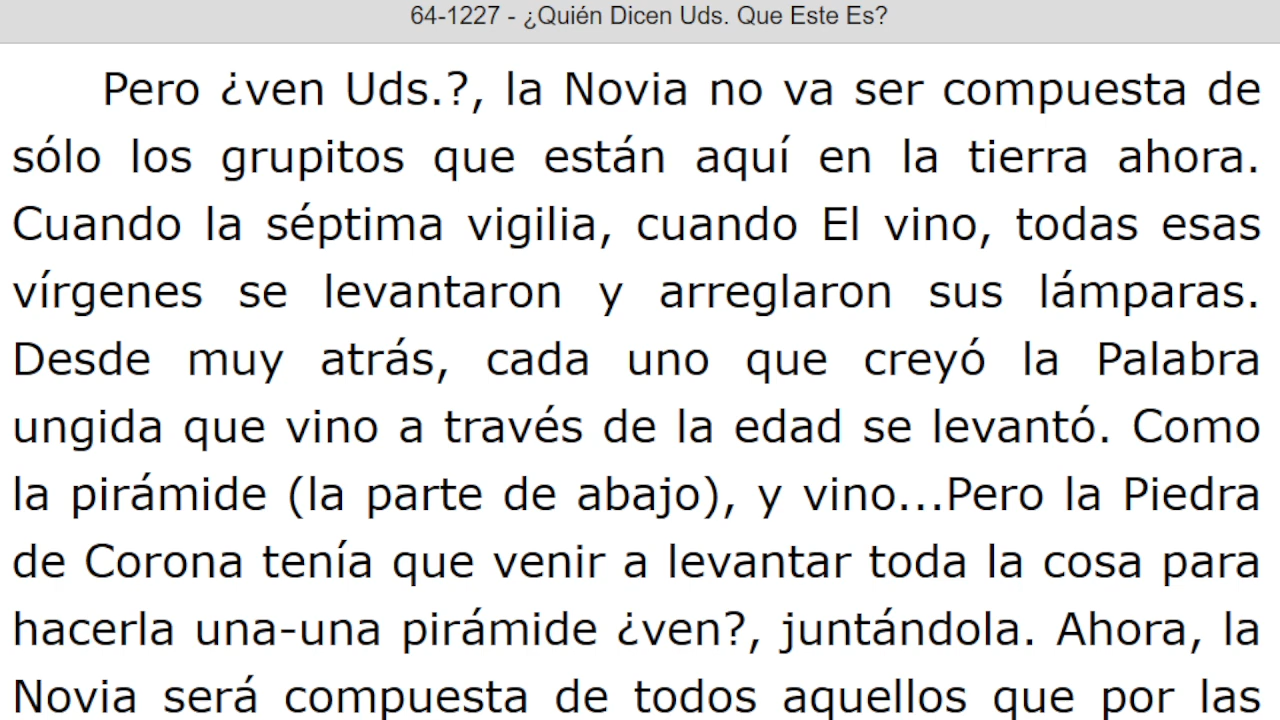 64-1227 - ¿Quién Dicen Uds. Que Este Es?
Pero ¿ven Uds.?, la Novia no va ser compuesta de
sólo los grupitos que están aquí en la tierra ahora.
Cuando la séptima vigilia, cuando El vino, todas esas
vírgenes se levantaron y arreglaron sus lámparas.
Desde muy atrás, cada uno que creyó la Palabra
ungida que vino a través de la edad se levantó. Como
la pirámide (la parte de abajo), y vino...Pero la Piedra
de Corona tenía que venir a levantar toda la cosa para
hacerla una-una pirámide ¿ven?, juntándola. Ahora, la
Novia será compuesta de todos aquellos que por las